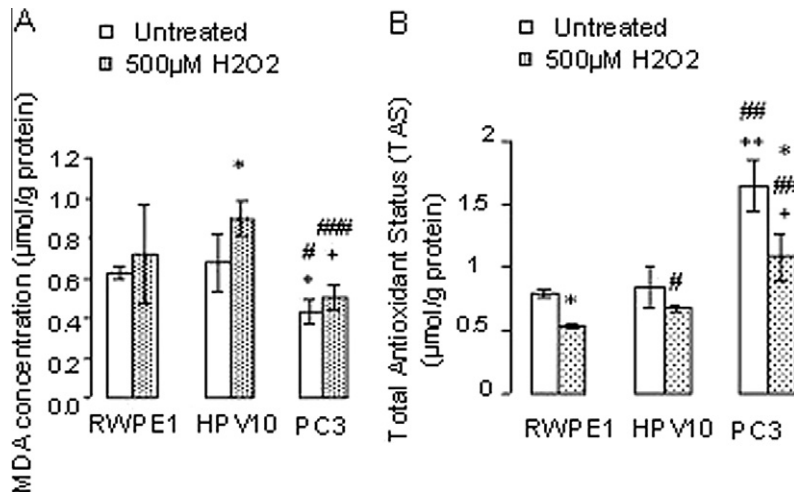 A
Untreated
500µM H2O2
MDA concentration (µmol/g protein)
1.2
1.0
0.8
0.6
0.4
0.2
0.0
*
#
+
###
+
RWPE1 HPV10 PC3
B
Untreated
500µM H2O2
Total Antioxidant Status (TAS)
(µmol/g protein)
2
1.5
1
0.5
0
*
#
##
++
*
##
+
RWPE1 HPV10 PC3